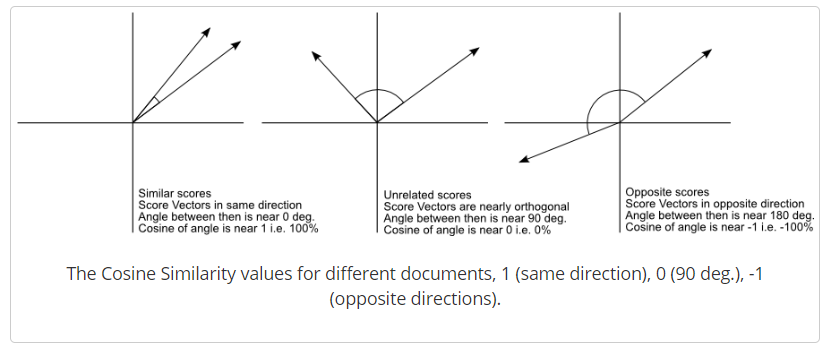 Similar scores
Score Vectors in same direction
Angle between then is near 0 deg.
Cosine of angle is near 1 i.e. 100%
Unrelated scores
Score Vectors are nearly orthogonal
Angle between then is near 90 deg.
Cosine of angle is near 0 i.e. 0%
Opposite scores
Score Vectors in opposite direction
Angle between then is near 180 deg.
Cosine of angle is near -1 i.e. -100%
The Cosine Similarity values for different documents, 1 (same direction), 0 (90 deg.), -1
(opposite directions).